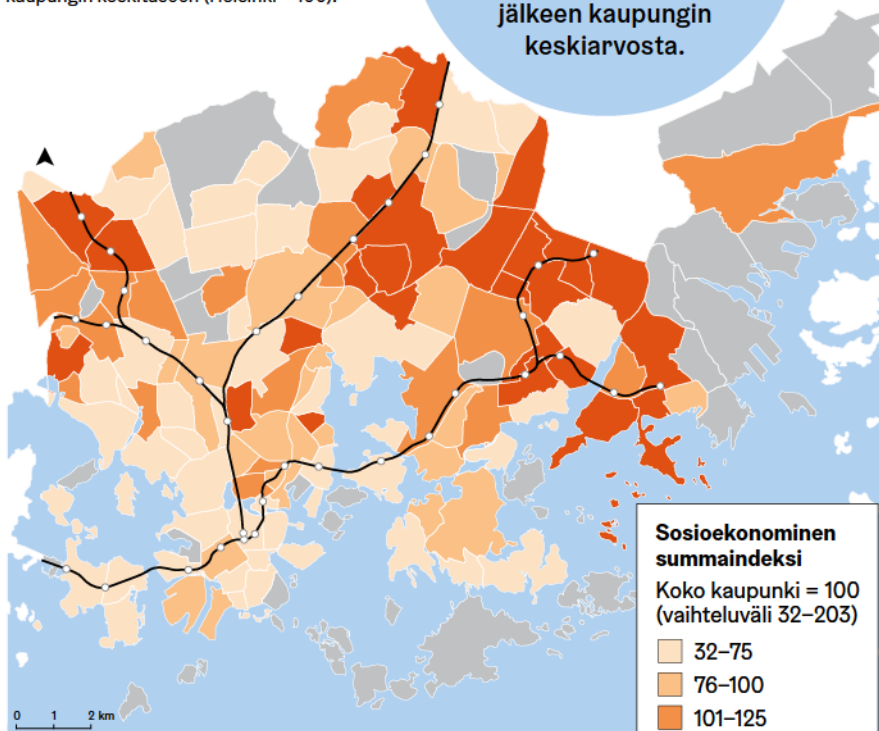 jälkeen kaupungin
keskiarvosta.
Sosioekonominen
summaindeksi
Koko kaupunki = 100
(vaihteluväli 32–203)
32–75
76–100
101–125
0 1 2 km